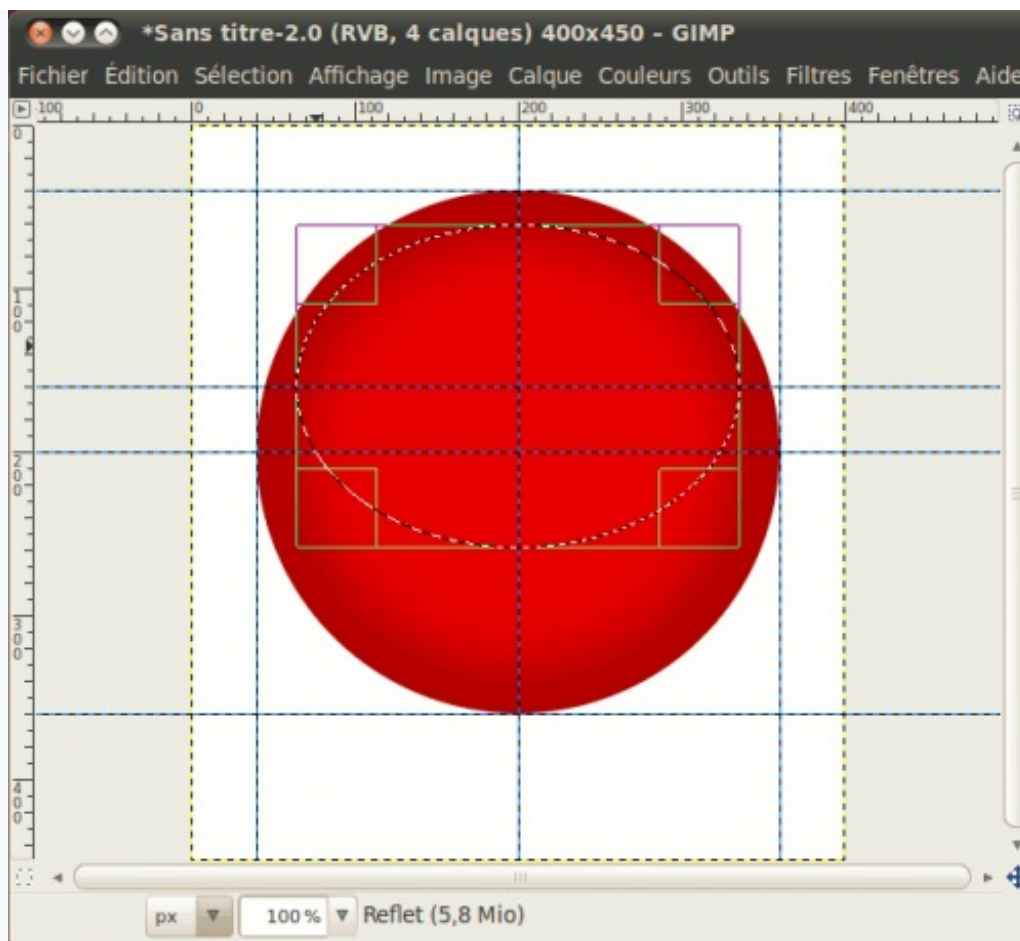 *Sans titre-2.0 (RVB, 4 calques) 400x450 – GIMP
Fichier Édition Sélection Affichage Image Calque Couleurs Outils Filtres Fenêtres Aide
100 0 100 200 300 400
0
100
200
300
400
px 100 % Reflet (5,8 Mio)